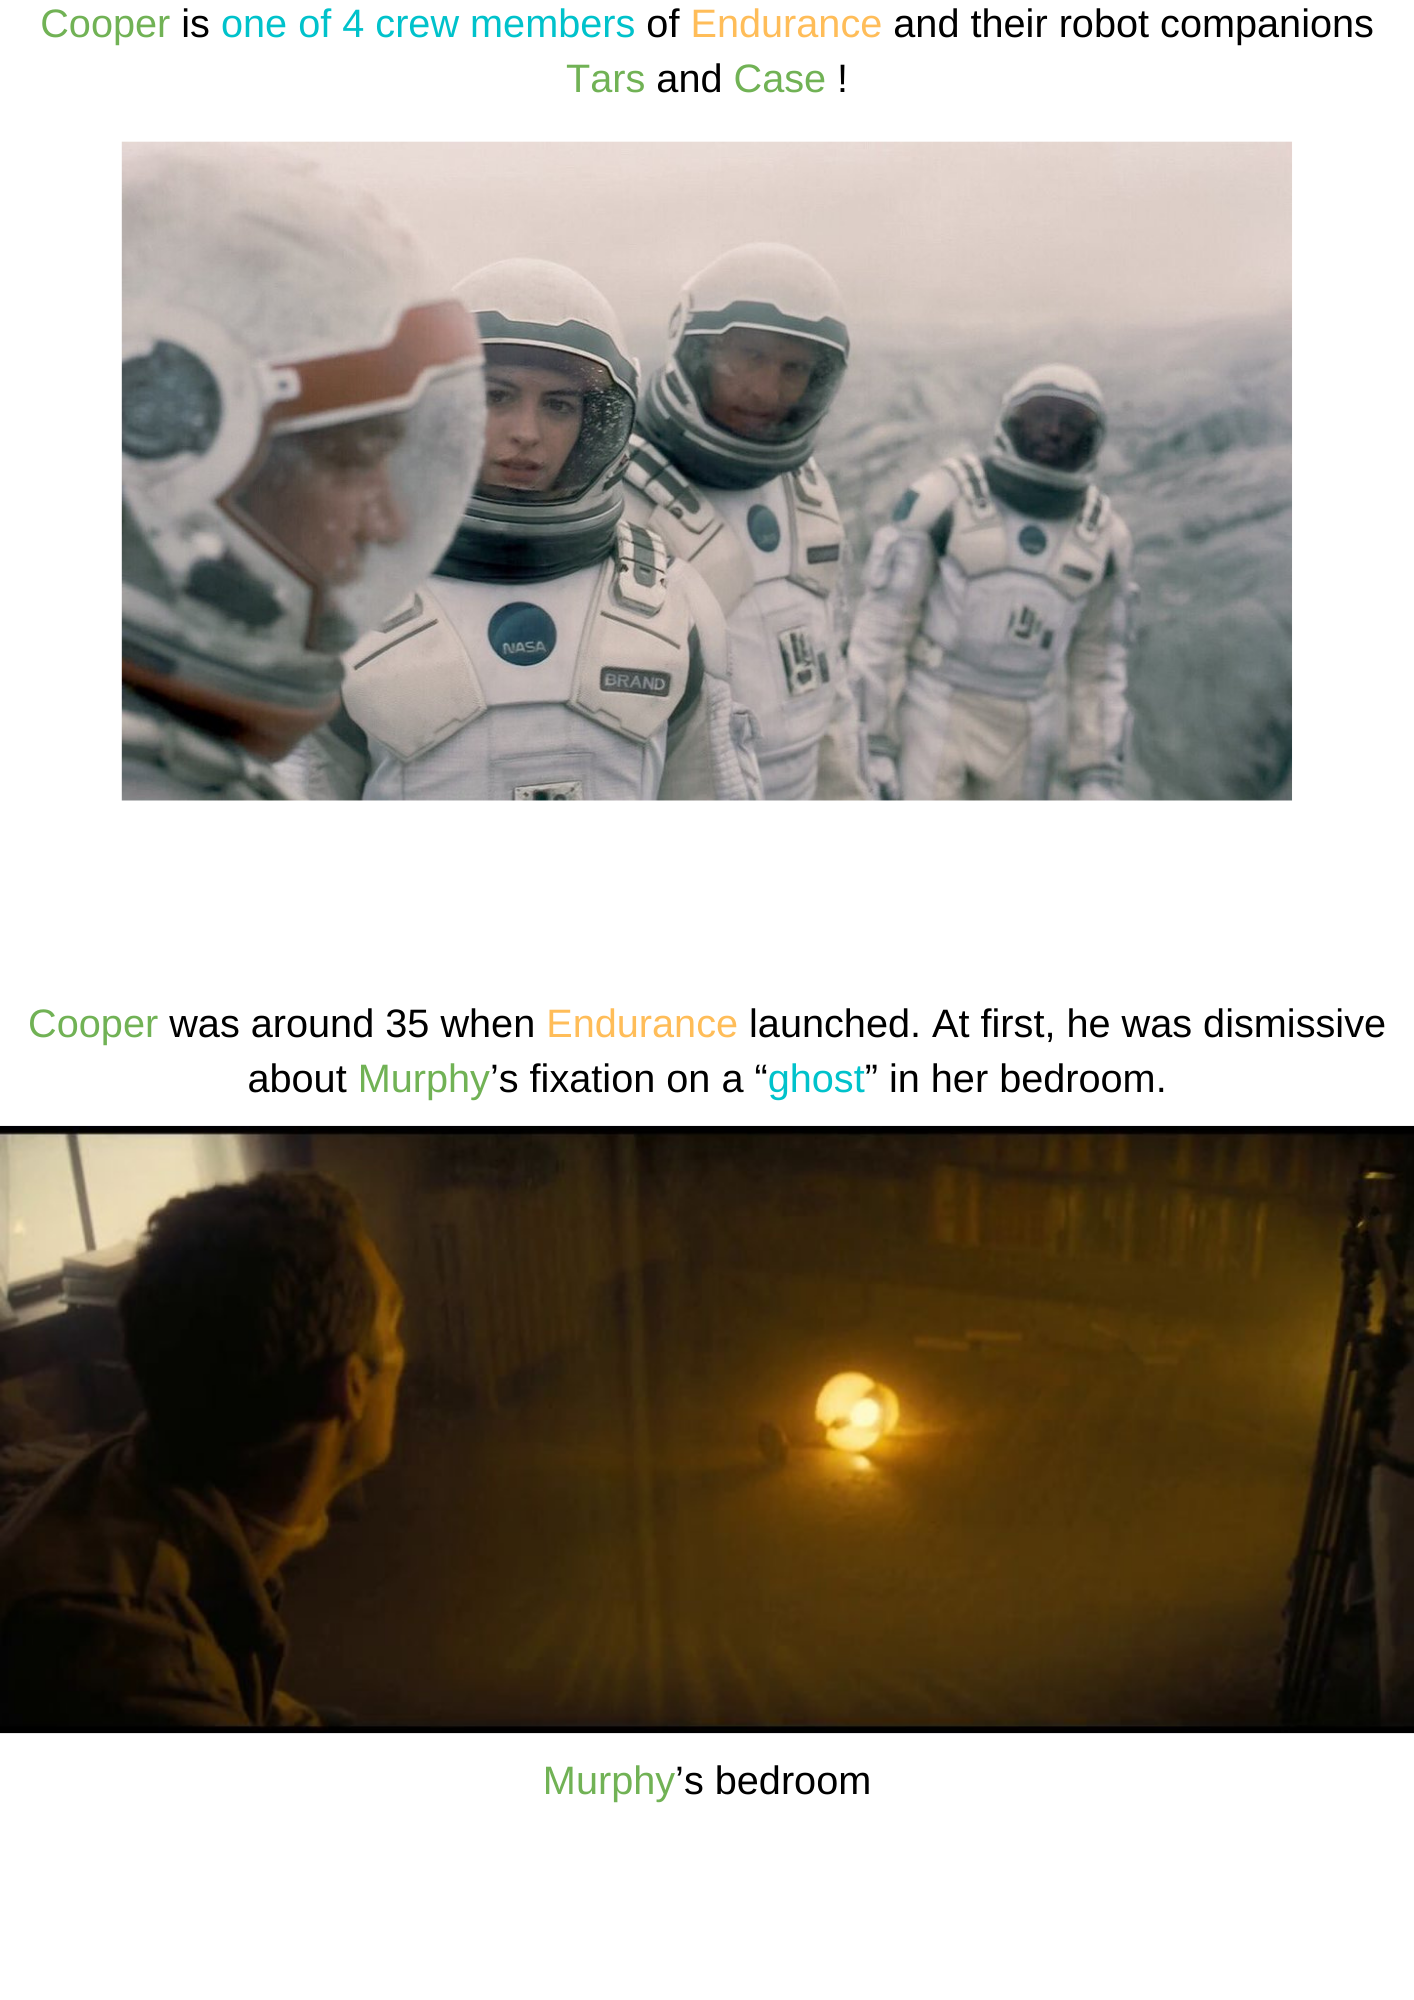 Cooper is one of 4 crew members of Endurance and their robot companions
Tars and Case !
NASA
BRAND
Cooper was around 35 when Endurance launched. At first, he was dismissive
about Murphy’s fixation on a “ghost” in her bedroom.
Murphy’s bedroom